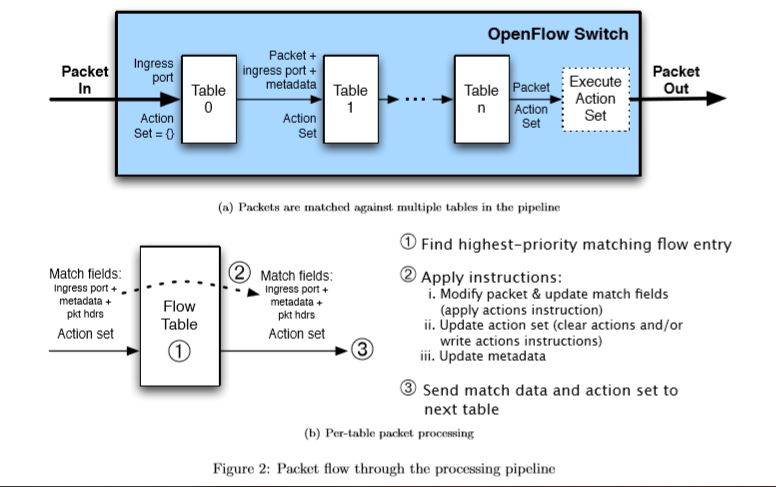 OpenFlow Switch
Packet
In
Ingress
port
Action
Set = {}
Table
0
Packet +
ingress port +
metadata
Action
Set
Table
1
...
Table
n
Packet
Action
Set
Execute
Action
Set
Packet
Out
(a) Packets are matched against multiple tables in the pipeline
Match fields:
Ingress port +
metadata +
pkt hdrs
Action set
Flow
Table
①
②
Match fields:
Ingress port +
metadata +
pkt hdrs
Action set
③
① Find highest-priority matching flow entry
② Apply instructions:
i. Modify packet & update match fields
(apply actions instruction)
ii. Update action set (clear actions and/or
write actions instructions)
iii. Update metadata
③ Send match data and action set to
next table
(b) Per-table packet processing
Figure 2: Packet flow through the processing pipeline